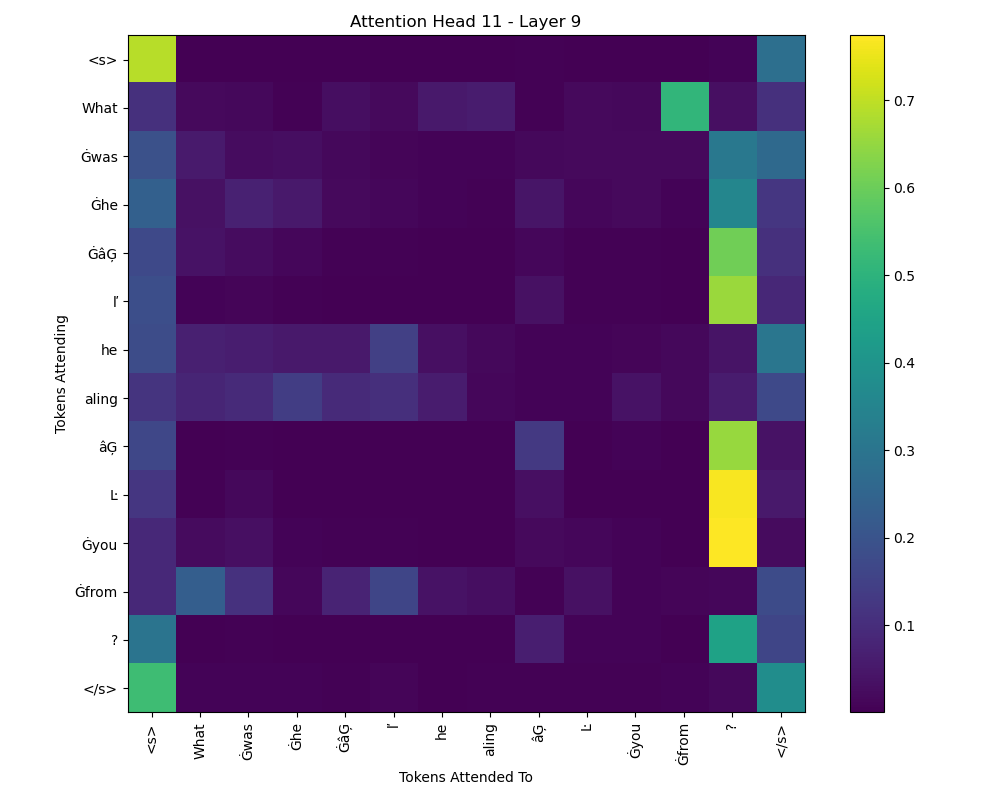 Attention Head 11 - Layer 9
Tokens Attending
<s>
What
Ġwas
Ġhe
ĠâĢ
ľ
he
aling
âĢ
Ŀ
Ġyou
Ġfrom
?
</s>
<s>
What
Ġwas
Ġhe
ĠâĢ
ľ
he
aling
âĢ
Ŀ
Ġyou
Ġfrom
?
</s>
Tokens Attended To
0.7
0.6
0.5
0.4
0.3
0.2
0.1